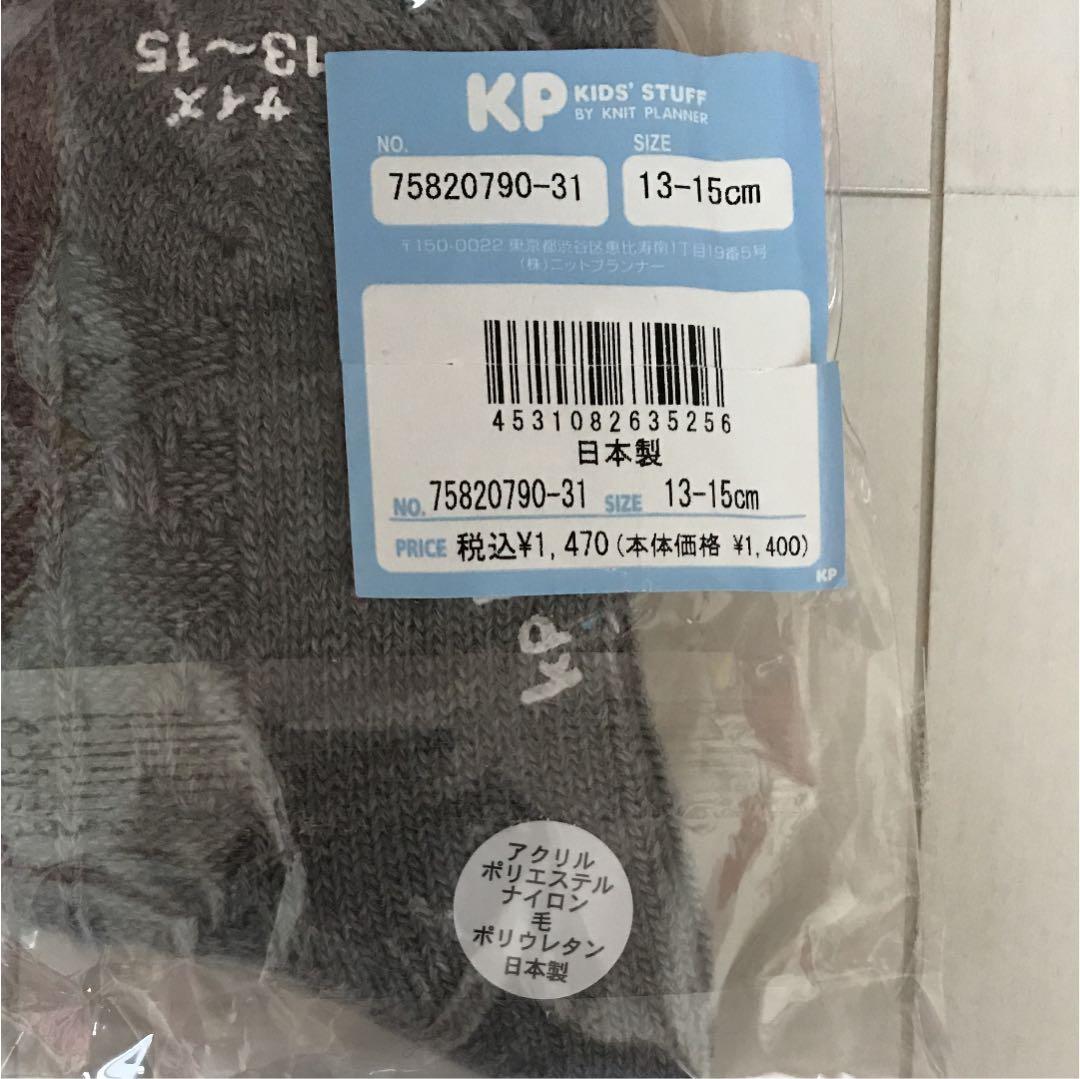 サイズ
13~15
KP KIDS' STUFF
BY KNIT PLANNER
NO. SIZE
75820790-31 13-15cm
〒150-0022 東京都渋谷区恵比寿南1丁目19番5号
(株)ニットプランナー
4531082635256
日本製
NO. 75820790-31 SIZE 13-15cm
PRICE 税込¥1,470(本体価格 ¥1,400)
KP
kp
アクリル
ポリエステル
ナイロン
毛
ポリウレタン
日本製